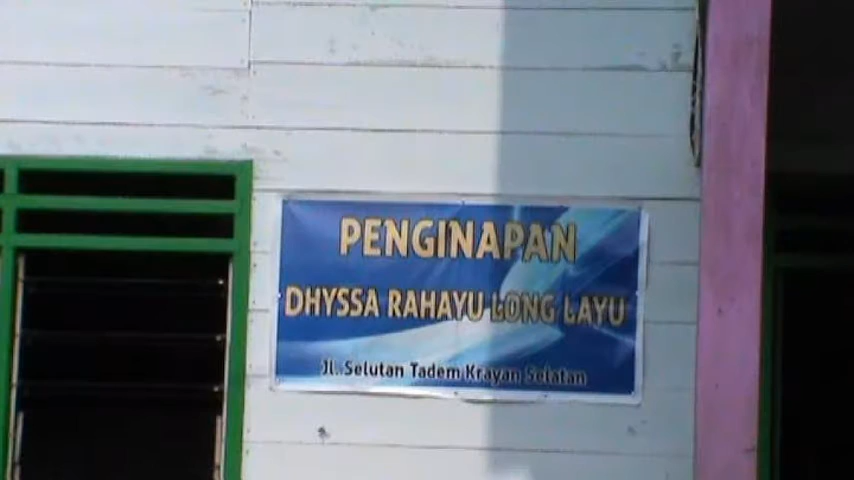 PENGINAPAN
DHYSSA RAHAYU LONG LAYU
Jl. Selutan Tadem Krayan Selatan